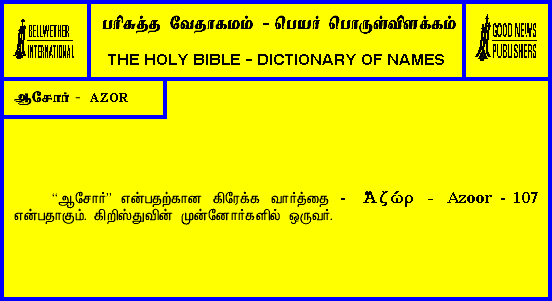 BELLWETHER
INTERNATIONAL
பரிசுத்த வேதாகமம் - பெயர் பொருள்விளக்கம்
THE HOLY BIBLE - DICTIONARY OF NAMES
GOOD NEWS
PUBLISHERS
ஆசோர் - AZOR
“ஆசோர்” என்பதற்கான கிரேக்க வார்த்தை - Ἀζώρ - Azoor - 107
என்பதாகும். கிறிஸ்துவின் முன்னோர்களில் ஒருவர்.